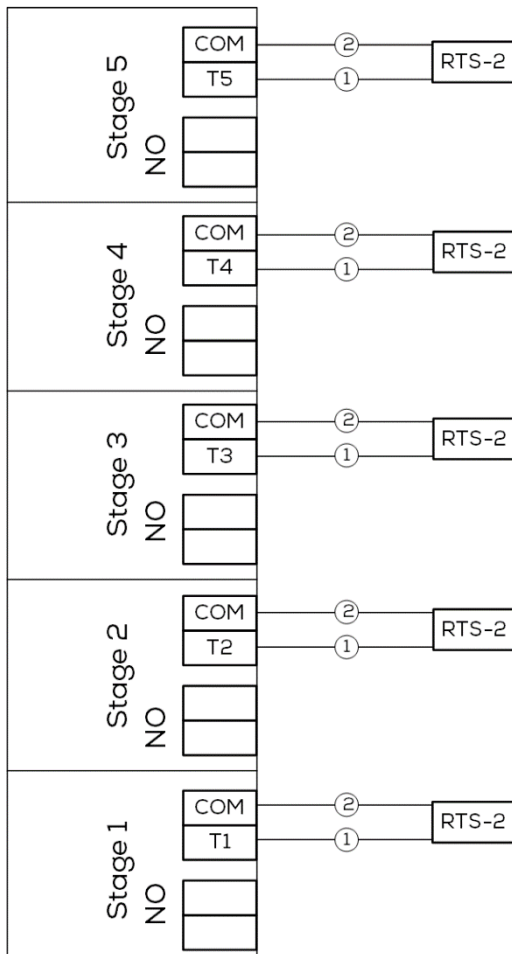 Stage 5
NO
COM
T5
2
1
RTS-2
Stage 4
NO
COM
T4
2
1
RTS-2
Stage 3
NO
COM
T3
2
1
RTS-2
Stage 2
NO
COM
T2
2
1
RTS-2
Stage 1
NO
COM
T1
2
1
RTS-2